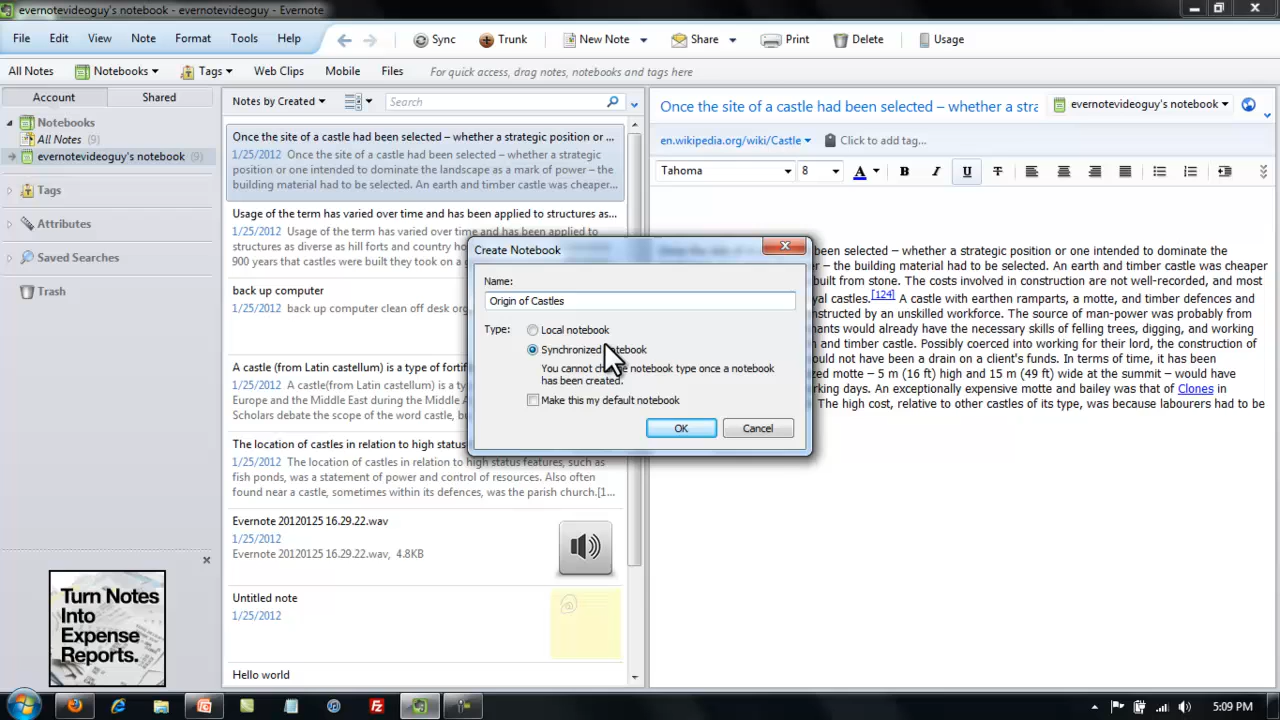 evernotevideoguy's notebook - evernotevideoguy - Evernote
File Edit View Note Format Tools Help Sync Trunk New Note Share Print Delete Usage
All Notes Notebooks Tags Web Clips Mobile Files For quick access, drag notes, notebooks and tags here
Account Shared
Notebooks
All Notes (9)
evernotevideoguy's notebook (9)
Tags
Attributes
Saved Searches
Trash
Turn Notes
Into
Expense
Reports.
Notes by Created Search
Once the site of a castle had been selected – whether a strategic position or ...
1/25/2012 Once the site of a castle had been selected – whether a strategic
position or one intended to dominate the landscape as a mark of power – the
building material had to be selected. An earth and timber castle was cheaper...
Usage of the term has varied over time and has been applied to structures as...
1/25/2012 Usage of the term has varied over time and has been applied to
structures as diverse as hill forts and country ho
900 years that castles were built they took on a g
back up computer
1/25/2012 back up computer clean off desk org
A castle (from Latin castellum) is a type of fortif
1/25/2012 A castle(from Latin castellum) is a t
Europe and the Middle East during the Middle A
Scholars debate the scope of the word castle, bu
The location of castles in relation to high status
1/25/2012 The location of castles in relation to high status features, such as
fish ponds, was a statement of power and control of resources. Also often
found near a castle, sometimes within its defences, was the parish church.[1...
Evernote 20120125 16.29.22.wav
1/25/2012
Evernote 20120125 16.29.22.wav, 4.8KB
Untitled note
1/25/2012
Hello world
Once the site of a castle had been selected – whether a stra evernotevideoguy's notebook
en.wikipedia.org/wiki/Castle Click to add tag...
Tahoma 8 A B I U T
been selected – whether a strategic position or one intended to dominate the
– the building material had to be selected. An earth and timber castle was cheaper
built from stone. The costs involved in construction are not well-recorded, and most
yal castles.[124] A castle with earthen ramparts, a motte, and timber defences and
nstructed by an unskilled workforce. The source of man-power was probably from
nants would already have the necessary skills of felling trees, digging, and working
and timber castle. Possibly coerced into working for their lord, the construction of
ould not have been a drain on a client's funds. In terms of time, it has been
zed motte – 5 m (16 ft) high and 15 m (49 ft) wide at the summit – would have
rking days. An exceptionally expensive motte and bailey was that of Clones in
The high cost, relative to other castles of its type, was because labourers had to be
Create Notebook
Name:
Origin of Castles
Type: Local notebook
Synchronized notebook
You cannot notebook type once a notebook
has been created.
Make this my default notebook
OK Cancel
5:09 PM